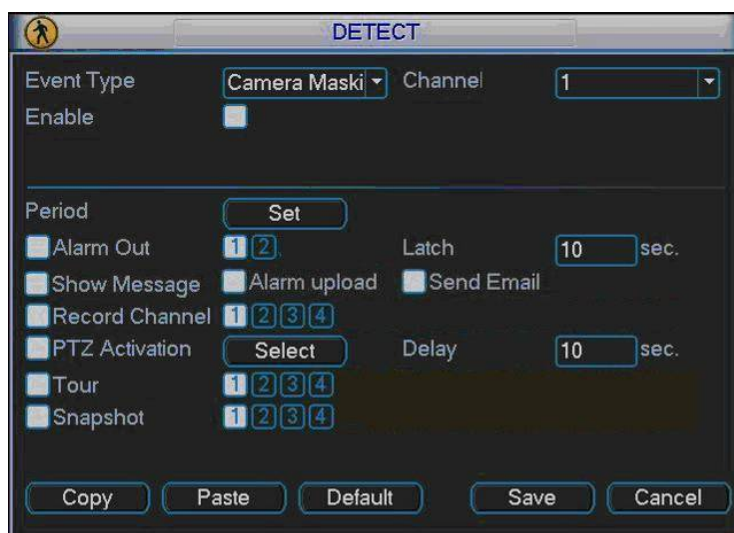 DETECT
Event Type Camera Maski Channel 1
Enable
Period Set
Alarm Out 1 2 Latch 10 sec.
Show Message Alarm upload Send Email
Record Channel 1 2 3 4
PTZ Activation Select Delay 10 sec.
Tour 1 2 3 4
Snapshot 1 2 3 4
Copy Paste Default Save Cancel